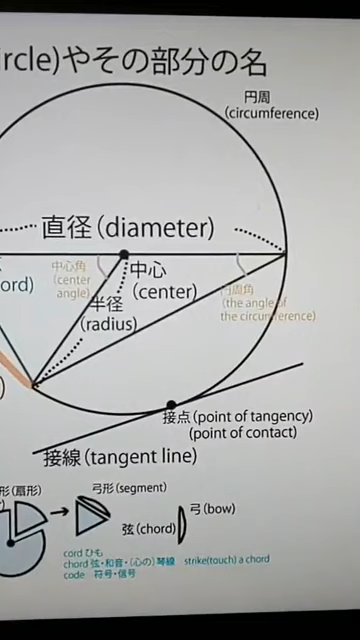 ircle)やその部分の名
円周
(circumference)
直径(diameter)
中心角
(center
angle)
中心
(center)
ord)
半径
(radius)
円周角
(the angle of
the circumference)
)
接点(point of tangency)
(point of contact)
接線(tangent line)
形(扇形)
弓形(segment)
弦(chord)
弓(bow)
cord ひも
chord 弦・和音・(心の)琴線 strike(touch) a chord
code 符号・信号